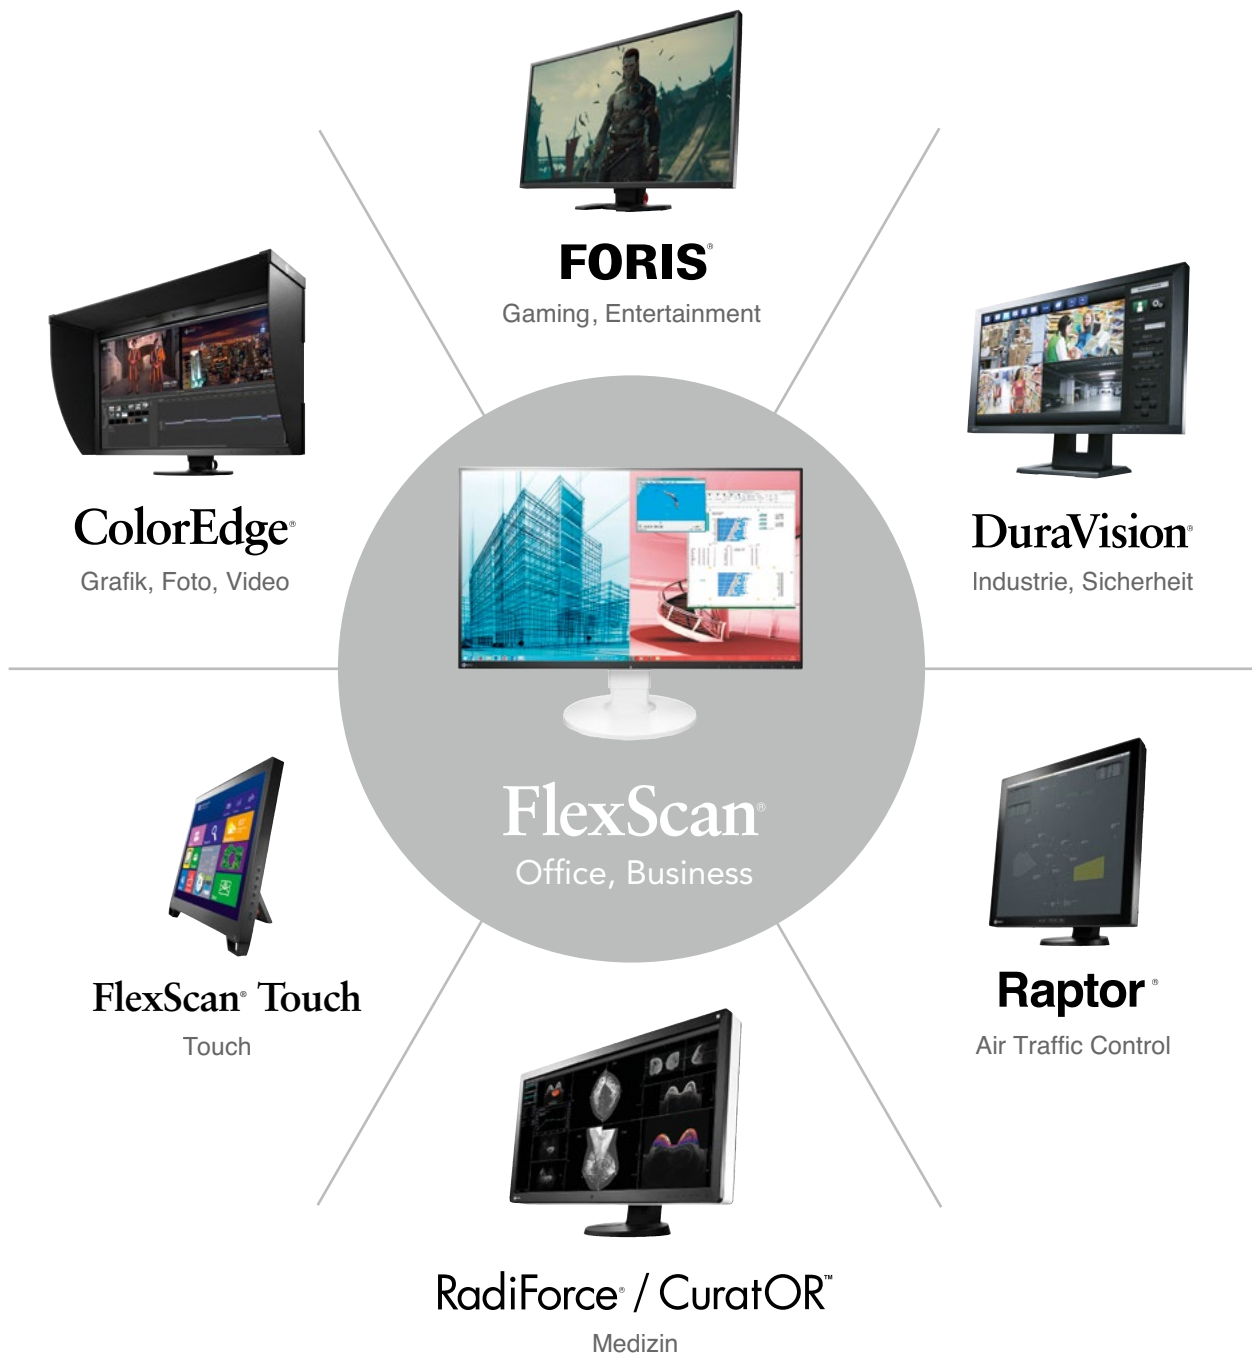 FORIS®
Gaming, Entertainment
ColorEdge®
Grafik, Foto, Video
DuraVision®
Industrie, Sicherheit
FlexScan®
Office, Business
FlexScan® Touch
Touch
Raptor®
Air Traffic Control
RadiForce® / CuratOR™
Medizin